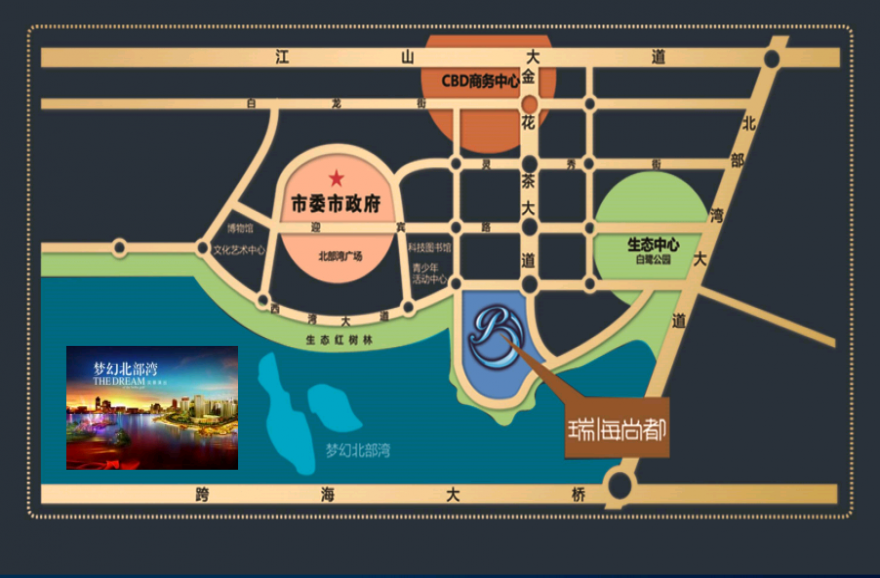 江山大道
CBD商务中心
金花茶大道
白龙街
北部湾大道
灵秀街
市委市政府
迎宾路
北部湾广场
博物馆
文化艺术中心
科技图书馆
青少年
活动中心
生态中心
白鹭公园
西湾大道
生态红树林
梦幻北部湾
THE DREAM
瑞海尚都
梦幻北部湾
跨海大桥